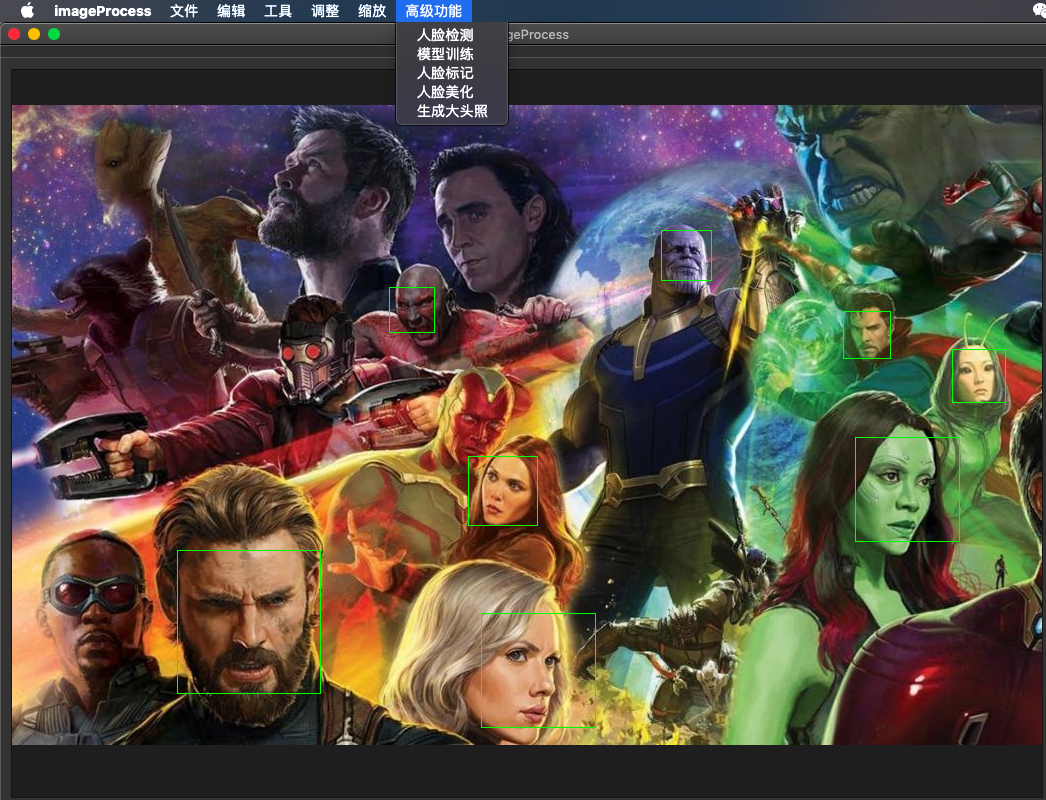 imageProcess 文件 编辑 工具 调整 缩放 高级功能
geProcess
人脸检测
模型训练
人脸标记
人脸美化
生成大头照